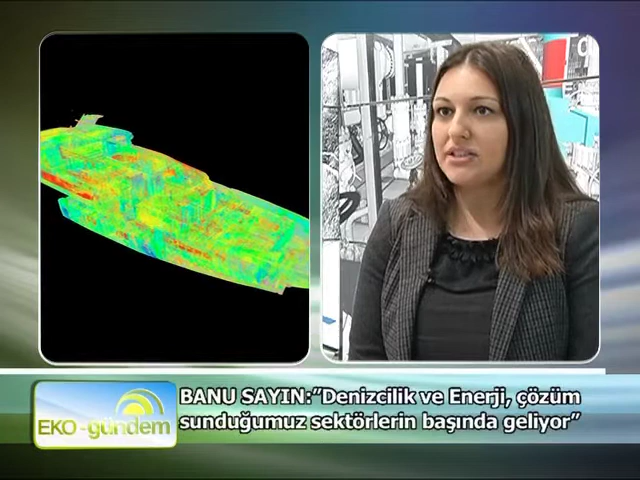 BANU SAYIN:”Denizcilik ve Enerji, çözüm
sunduğumuz sektörlerin başında geliyor”
EKO-gündem